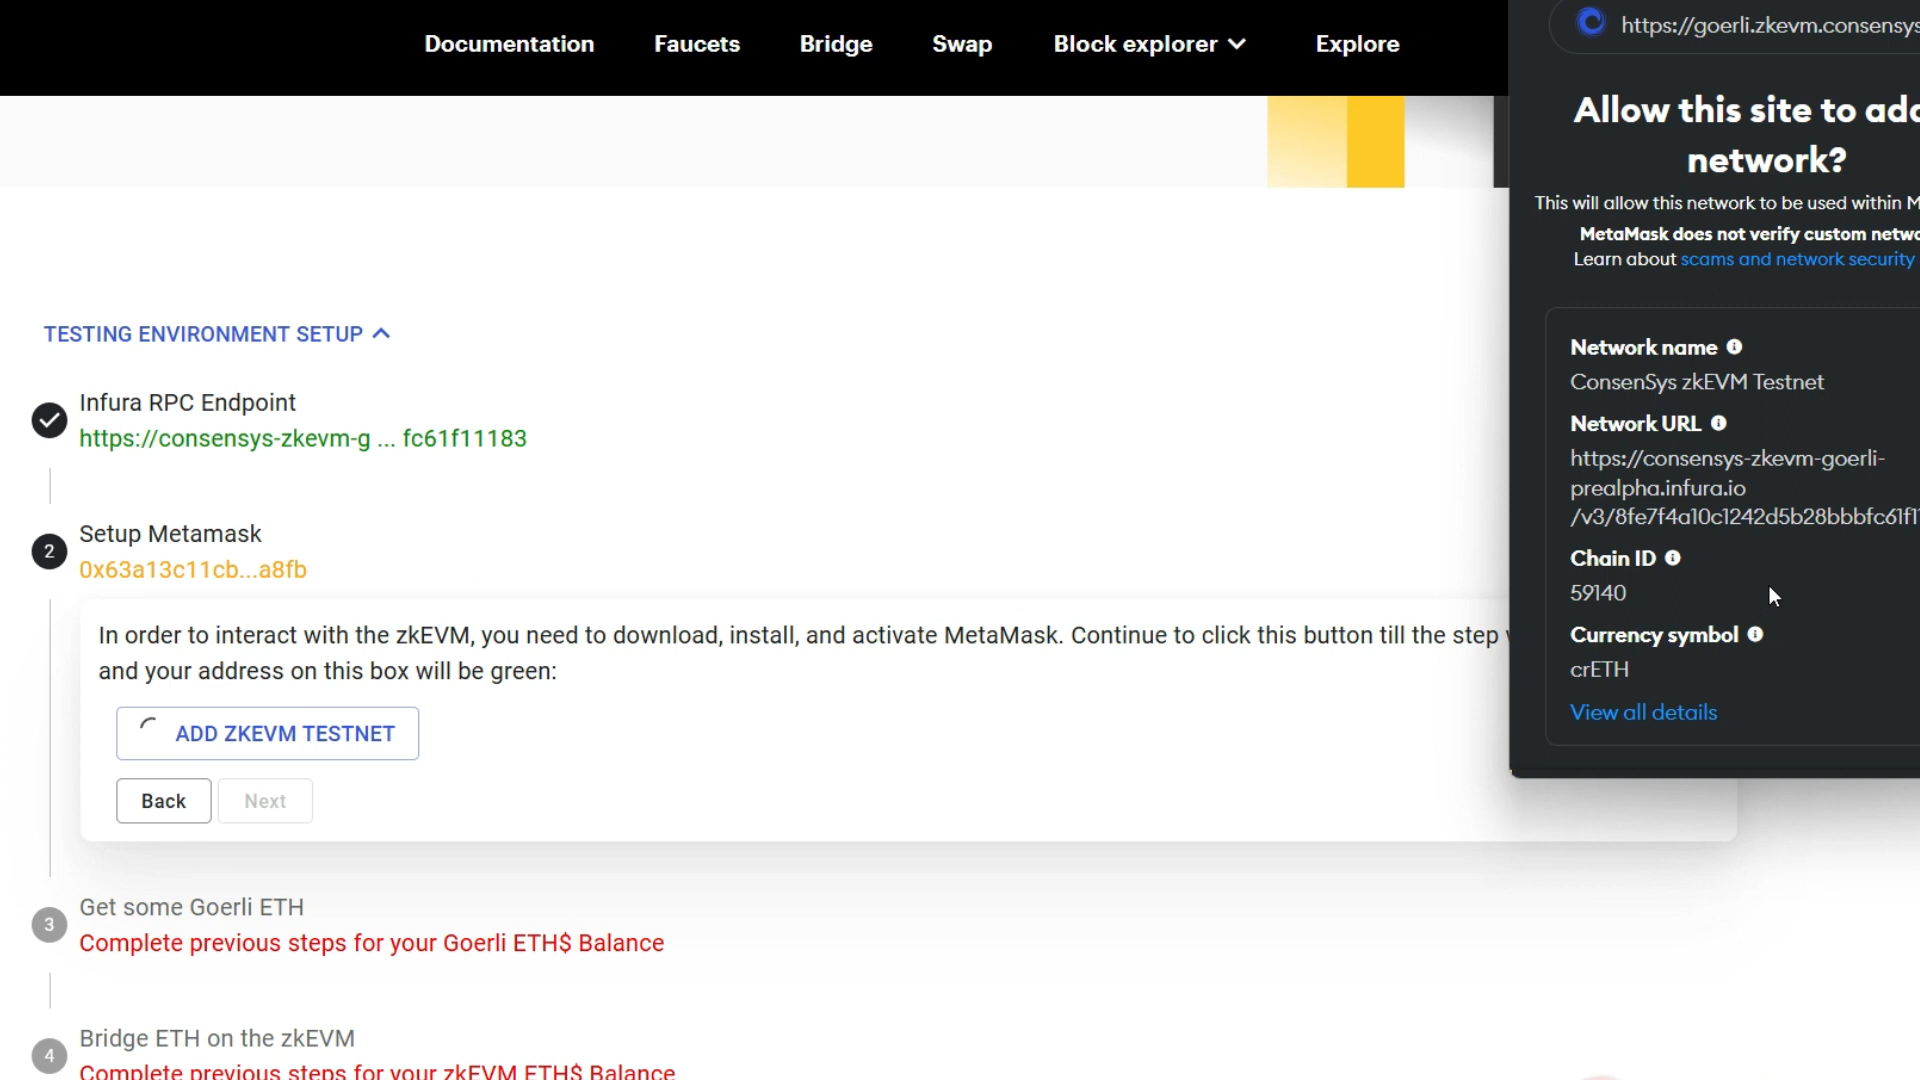 Documentation Faucets Bridge Swap Block explorer Explore
TESTING ENVIRONMENT SETUP
Infura RPC Endpoint
https://consensys-zkevm-g ... fc61f11183
2
Setup Metamask
0x63a13c11cb...a8fb
In order to interact with the zkEVM, you need to download, install, and activate MetaMask. Continue to click this button till the step
and your address on this box will be green:
ADD ZKEVM TESTNET
Back Next
3
Get some Goerli ETH
Complete previous steps for your Goerli ETH$ Balance
4
Bridge ETH on the zkEVM
Complete previous steps for your zkEVM ETH$ Balance
https://goerli.zkevm.consensys
Allow this site to add
network?
This will allow this network to be used within M
MetaMask does not verify custom netwo
Learn about scams and network security
Network name
ConsenSys zkEVM Testnet
Network URL
https://consensys-zkevm-goerli-
prealpha.infura.io
/v3/8fe7f4a10c1242d5b28bbbfc61f11
Chain ID
59140
Currency symbol
crETH
View all details